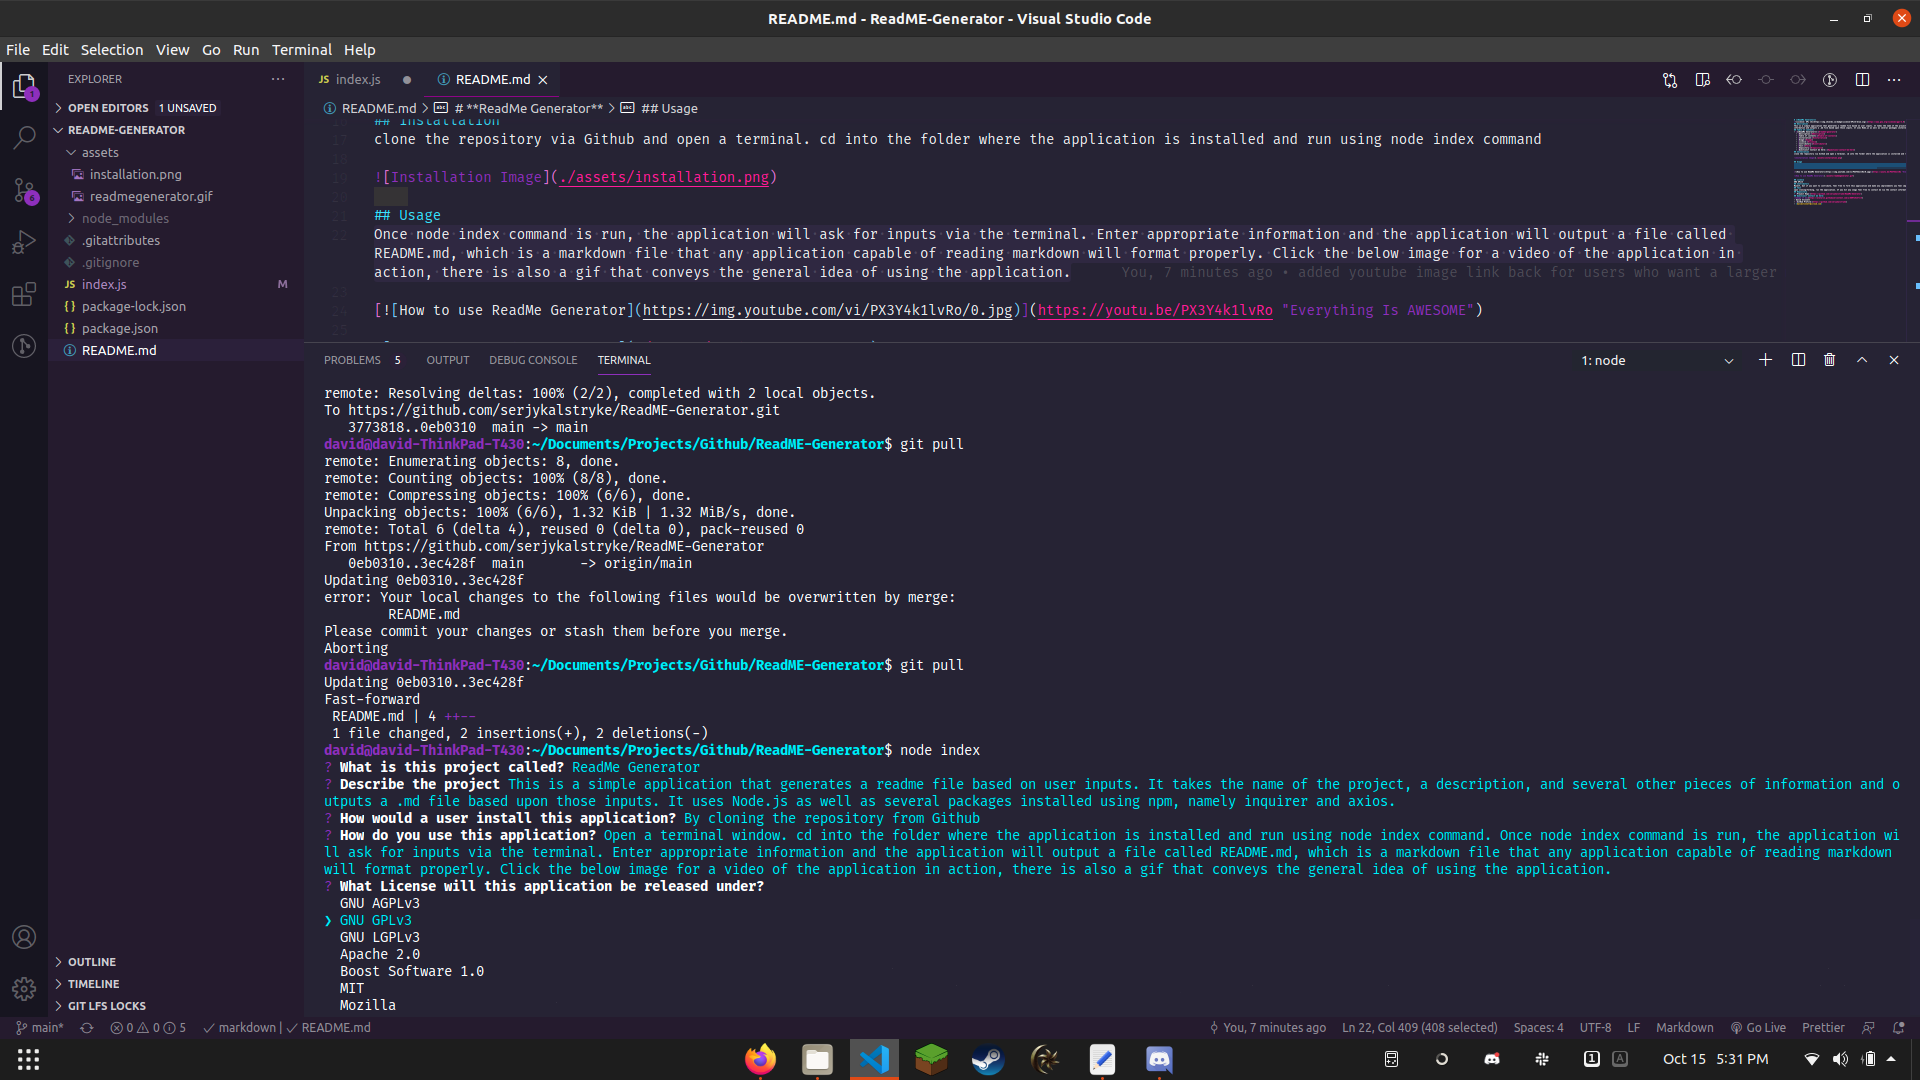 README.md - ReadME-Generator - Visual Studio Code
File Edit Selection View Go Run Terminal Help
EXPLORER ···
OPEN EDITORS 1 UNSAVED
README-GENERATOR
assets
installation.png
readmegenerator.gif
node_modules
.gitattributes
.gitignore
JS index.js M
{} package-lock.json
{} package.json
README.md
OUTLINE
TIMELINE
GIT LFS LOCKS
1
6
JS index.js ● README.md ×
README.md > # **ReadMe Generator** > ## Usage
## Installation
17 clone the repository via Github and open a terminal. cd into the folder where the application is installed and run using node index command
18
19 ![Installation Image](./assets/installation.png)
20
21 ## Usage
22 Once node index command is run, the application will ask for inputs via the terminal. Enter appropriate information and the application will output a file called
README.md, which is a markdown file that any application capable of reading markdown will format properly. Click the below image for a video of the application in
action, there is also a gif that conveys the general idea of using the application. You, 7 minutes ago • added youtube image link back for users who want a larger
23
24 [![How to use ReadMe Generator](https://img.youtube.com/vi/PX3Y4k1lvRo/0.jpg)](https://youtu.be/PX3Y4k1lvRo "Everything Is AWESOME")
25
PROBLEMS 5 OUTPUT DEBUG CONSOLE TERMINAL 1: node
remote: Resolving deltas: 100% (2/2), completed with 2 local objects.
To https://github.com/serjykalstryke/ReadME-Generator.git
3773818..0eb0310 main -> main
david@david-ThinkPad-T430:~/Documents/Projects/Github/ReadME-Generator$ git pull
remote: Enumerating objects: 8, done.
remote: Counting objects: 100% (8/8), done.
remote: Compressing objects: 100% (6/6), done.
Unpacking objects: 100% (6/6), 1.32 KiB | 1.32 MiB/s, done.
remote: Total 6 (delta 4), reused 0 (delta 0), pack-reused 0
From https://github.com/serjykalstryke/ReadME-Generator
0eb0310..3ec428f main -> origin/main
Updating 0eb0310..3ec428f
error: Your local changes to the following files would be overwritten by merge:
README.md
Please commit your changes or stash them before you merge.
Aborting
david@david-ThinkPad-T430:~/Documents/Projects/Github/ReadME-Generator$ git pull
Updating 0eb0310..3ec428f
Fast-forward
README.md | 4 ++--
1 file changed, 2 insertions(+), 2 deletions(-)
david@david-ThinkPad-T430:~/Documents/Projects/Github/ReadME-Generator$ node index
? What is this project called? ReadMe Generator
? Describe the project This is a simple application that generates a readme file based on user inputs. It takes the name of the project, a description, and several other pieces of information and o
utputs a .md file based upon those inputs. It uses Node.js as well as several packages installed using npm, namely inquirer and axios.
? How would a user install this application? By cloning the repository from Github
? How do you use this application? Open a terminal window. cd into the folder where the application is installed and run using node index command. Once node index command is run, the application wi
ll ask for inputs via the terminal. Enter appropriate information and the application will output a file called README.md, which is a markdown file that any application capable of reading markdown
will format properly. Click the below image for a video of the application in action, there is also a gif that conveys the general idea of using the application.
? What License will this application be released under?
GNU AGPLv3
❯ GNU GPLv3
GNU LGPLv3
Apache 2.0
Boost Software 1.0
MIT
Mozilla
main* 0 0 5 markdown | README.md You, 7 minutes ago Ln 22, Col 409 (408 selected) Spaces: 4 UTF-8 LF Markdown Go Live Prettier
1 A Oct 15 5:31 PM